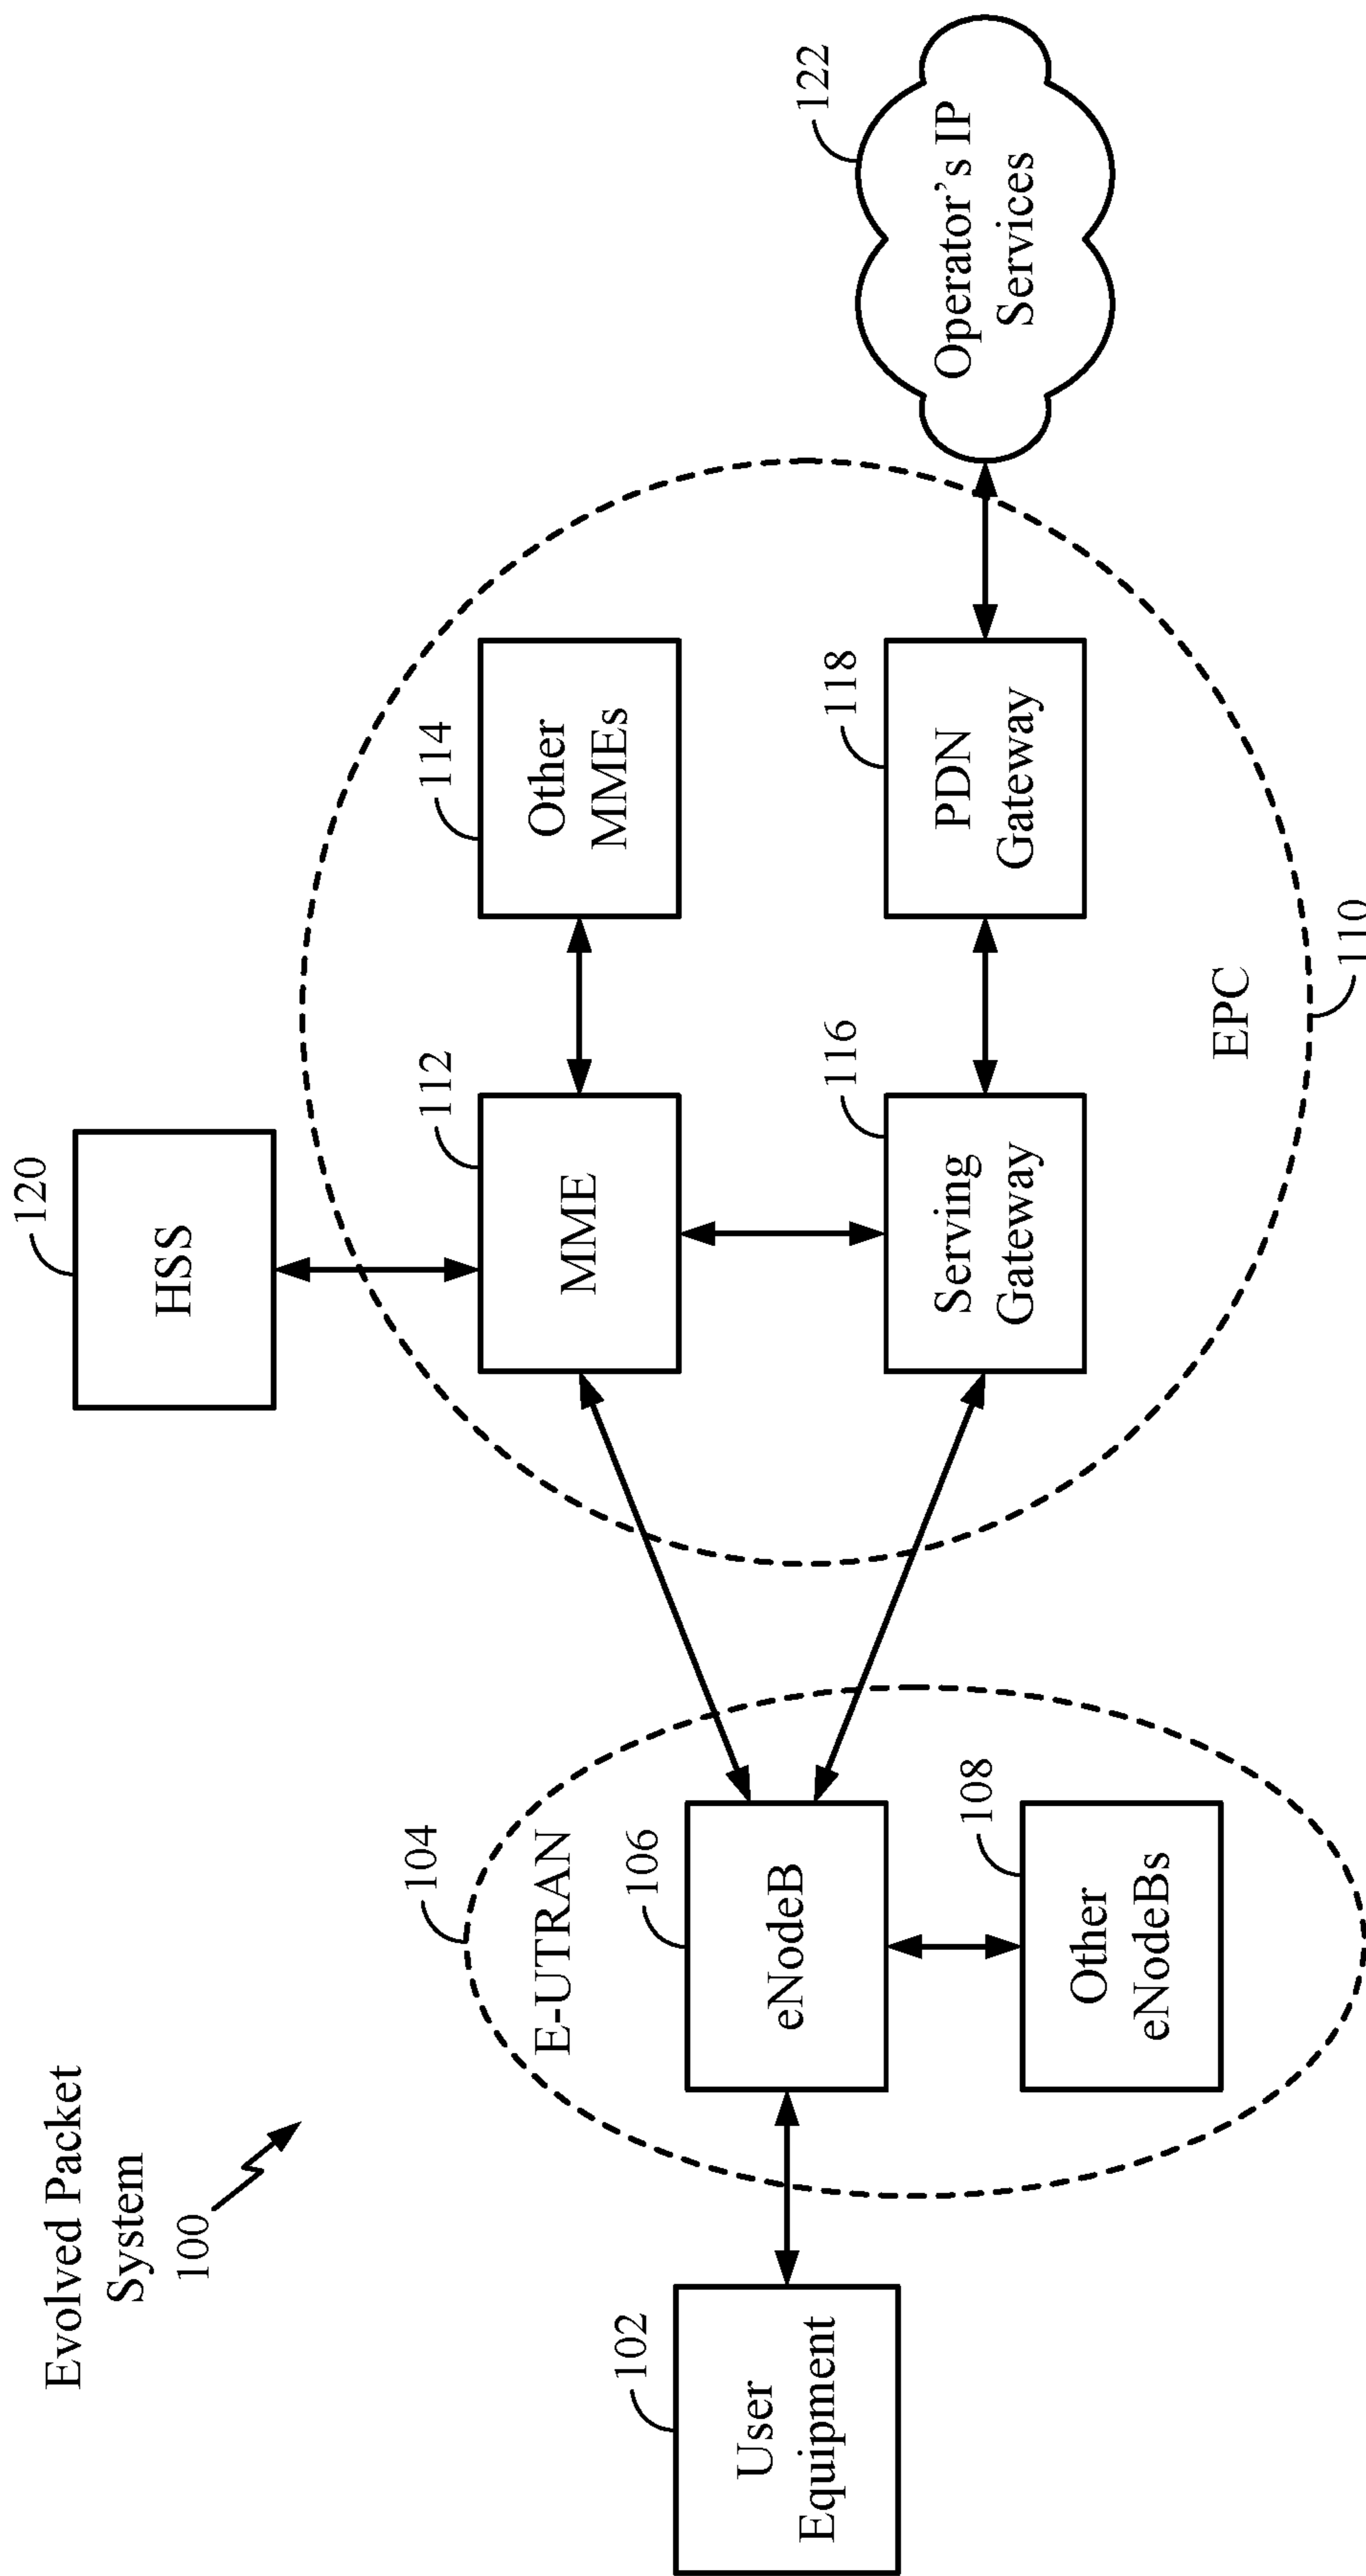 Evolved Packet
System
100
102
User
Equipment
104
E-UTRAN
106
eNodeB
108
Other
eNodeBs
120
HSS
112
MME
114
Other
MMEs
116
Serving
Gateway
118
PDN
Gateway
EPC
110
122
Operator’s IP
Services